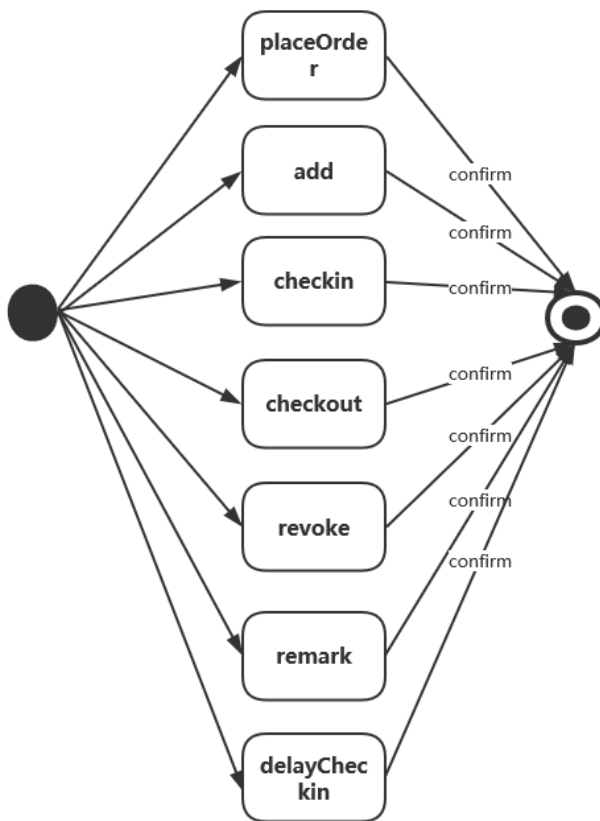 placeOrde
r
add
confirm
confirm
checkin
confirm
checkout
confirm
revoke
confirm
confirm
remark
confirm
delayChec
kin